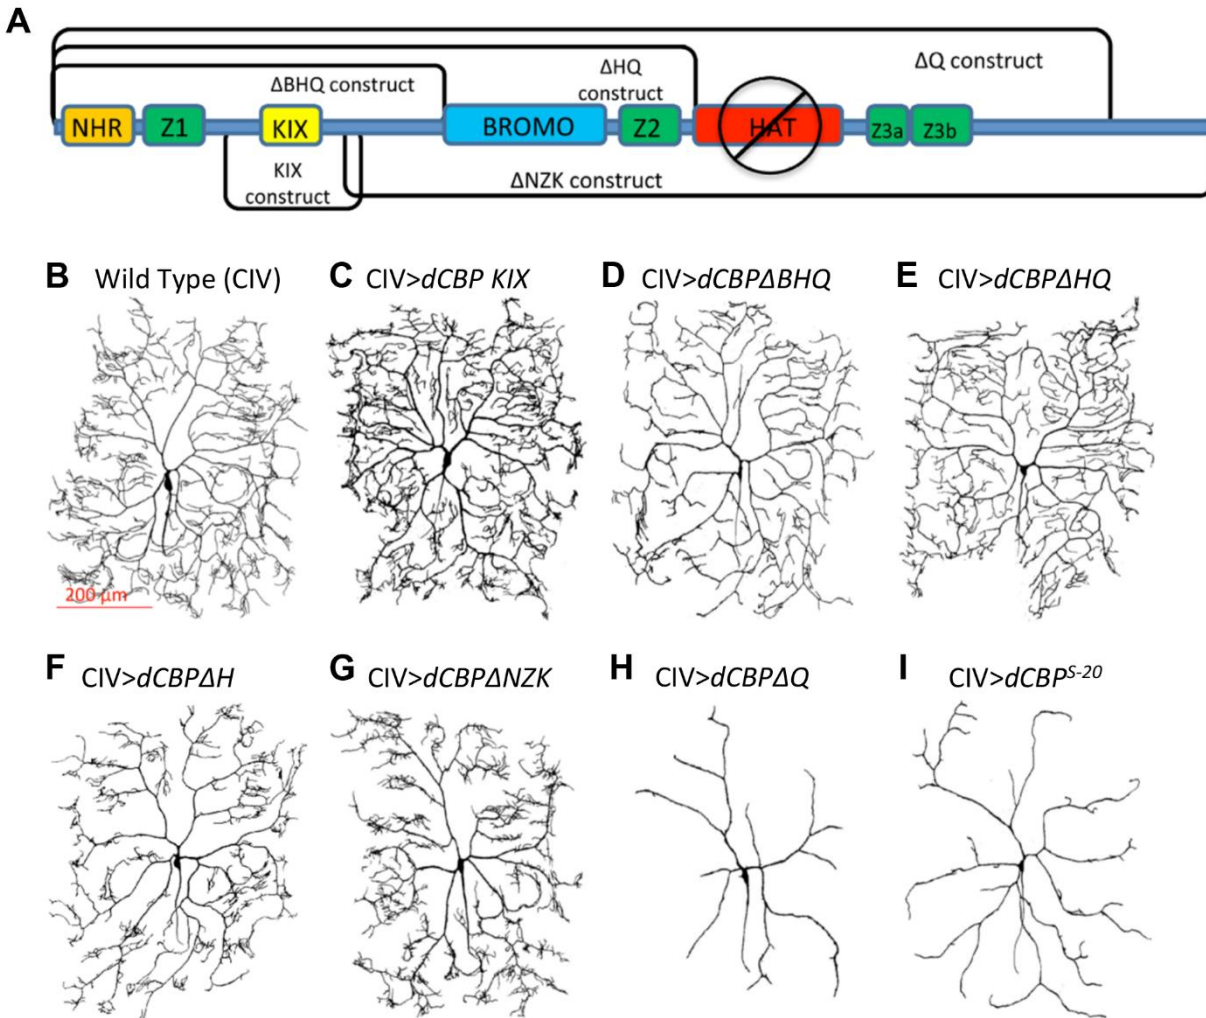 A
ΔBHQ construct
ΔHQ
construct
ΔQ construct
NHR
Z1
KIX
BROMO
Z2
HAT
Z3a
Z3b
KIX
construct
ΔNZK construct
B Wild Type (CIV)
C CIV>dCBP KIX
D CIV>dCBPΔBHQ
E CIV>dCBPΔHQ
200 µm
F CIV>dCBPΔH
G CIV>dCBPΔNZK
H CIV>dCBPΔQ
I CIV>dCBP^S-20